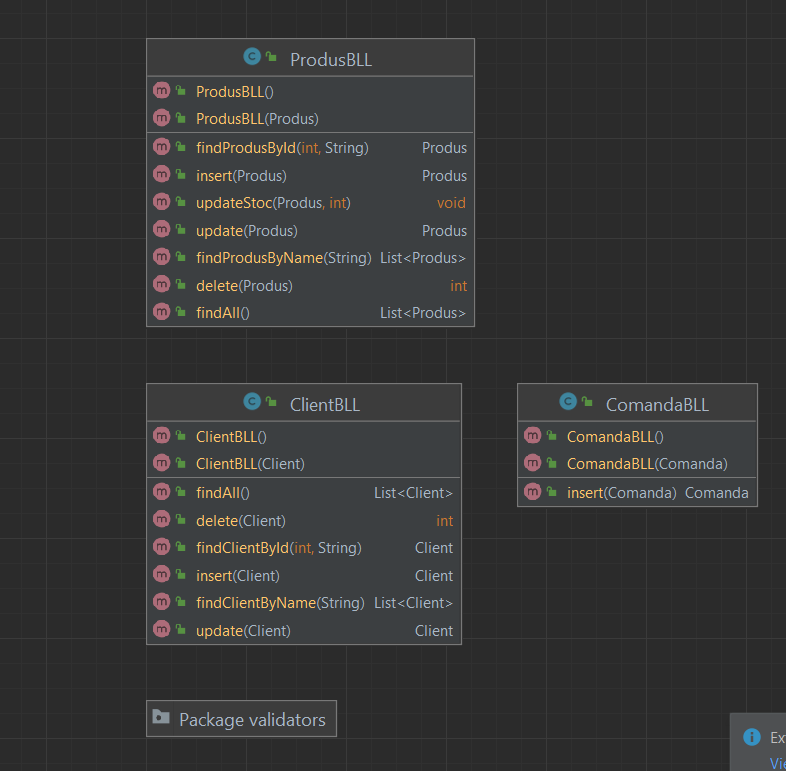 ProdusBLL
ProdusBLL()
ProdusBLL(Produs)
findProdusById(int, String) Produs
insert(Produs) Produs
updateStoc(Produs, int) void
update(Produs) Produs
findProdusByName(String) List<Produs>
delete(Produs) int
findAll() List<Produs>
ClientBLL
ClientBLL()
ClientBLL(Client)
findAll() List<Client>
delete(Client) int
findClientById(int, String) Client
insert(Client) Client
findClientByName(String) List<Client>
update(Client) Client
ComandaBLL
ComandaBLL()
ComandaBLL(Comanda)
insert(Comanda) Comanda
Package validators